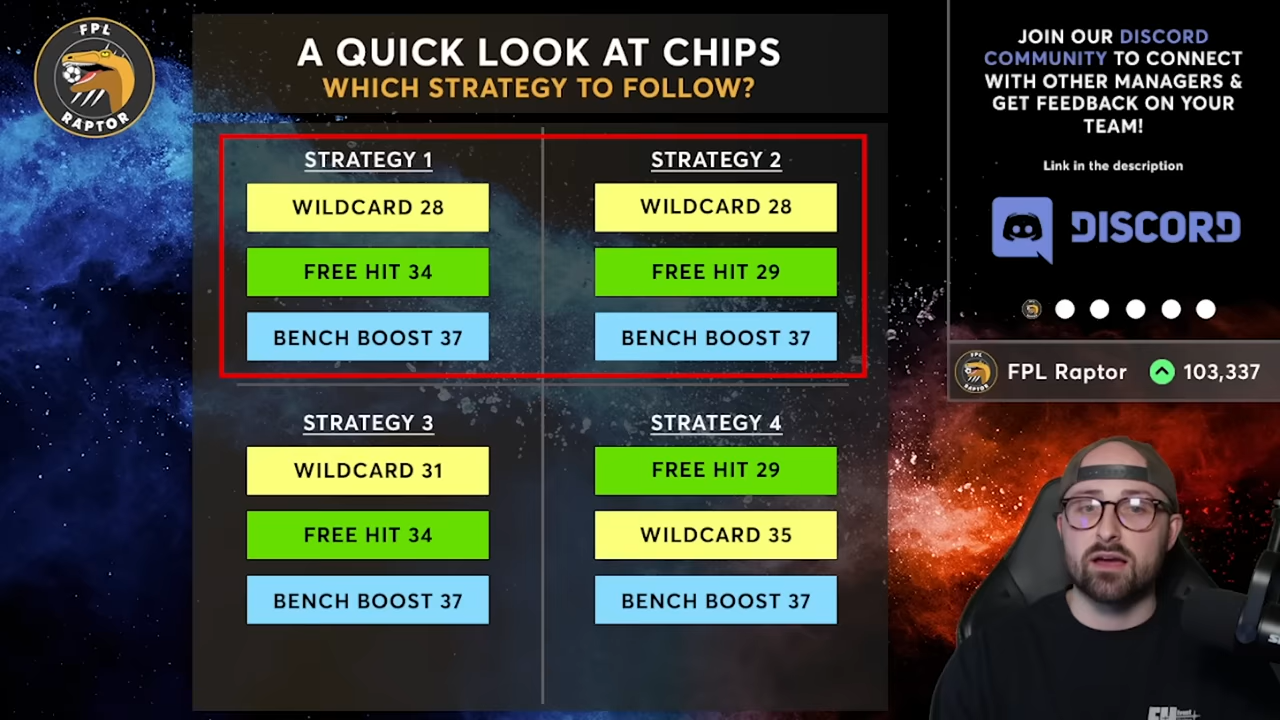 FPL
RAPTOR
A QUICK LOOK AT CHIPS
WHICH STRATEGY TO FOLLOW?
STRATEGY 1
WILDCARD 28
FREE HIT 34
BENCH BOOST 37
STRATEGY 2
WILDCARD 28
FREE HIT 29
BENCH BOOST 37
STRATEGY 3
WILDCARD 31
FREE HIT 34
BENCH BOOST 37
STRATEGY 4
FREE HIT 29
WILDCARD 35
BENCH BOOST 37
JOIN OUR DISCORD
COMMUNITY TO CONNECT
WITH OTHER MANAGERS &
GET FEEDBACK ON YOUR
TEAM!
Link in the description
DISCORD
FPL
RAPTOR
FPL Raptor
103,337